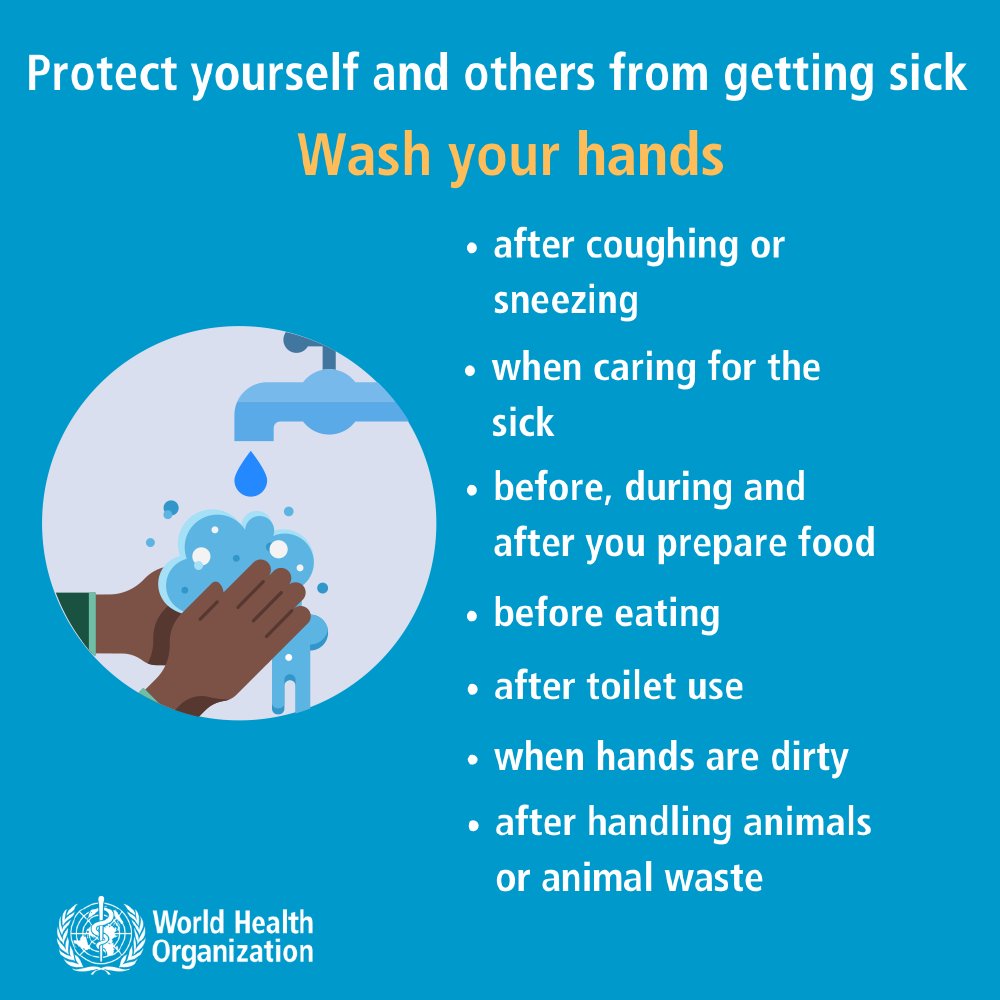 Protect yourself and others from getting sick
Wash your hands
• after coughing or
sneezing
• when caring for the
sick
• before, during and
after you prepare food
• before eating
• after toilet use
• when hands are dirty
• after handling animals
or animal waste
World Health
Organization